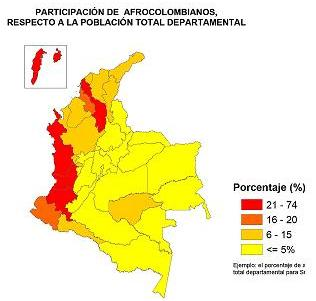 PARTICIPACIÓN DE AFROCOLOMBIANOS,
RESPECTO A LA POBLACIÓN TOTAL DEPARTAMENTAL
Porcentaje (%)
21 - 74
16 - 20
6 - 15
<= 5%
Ejemplo: el porcentaje de
total departamental para